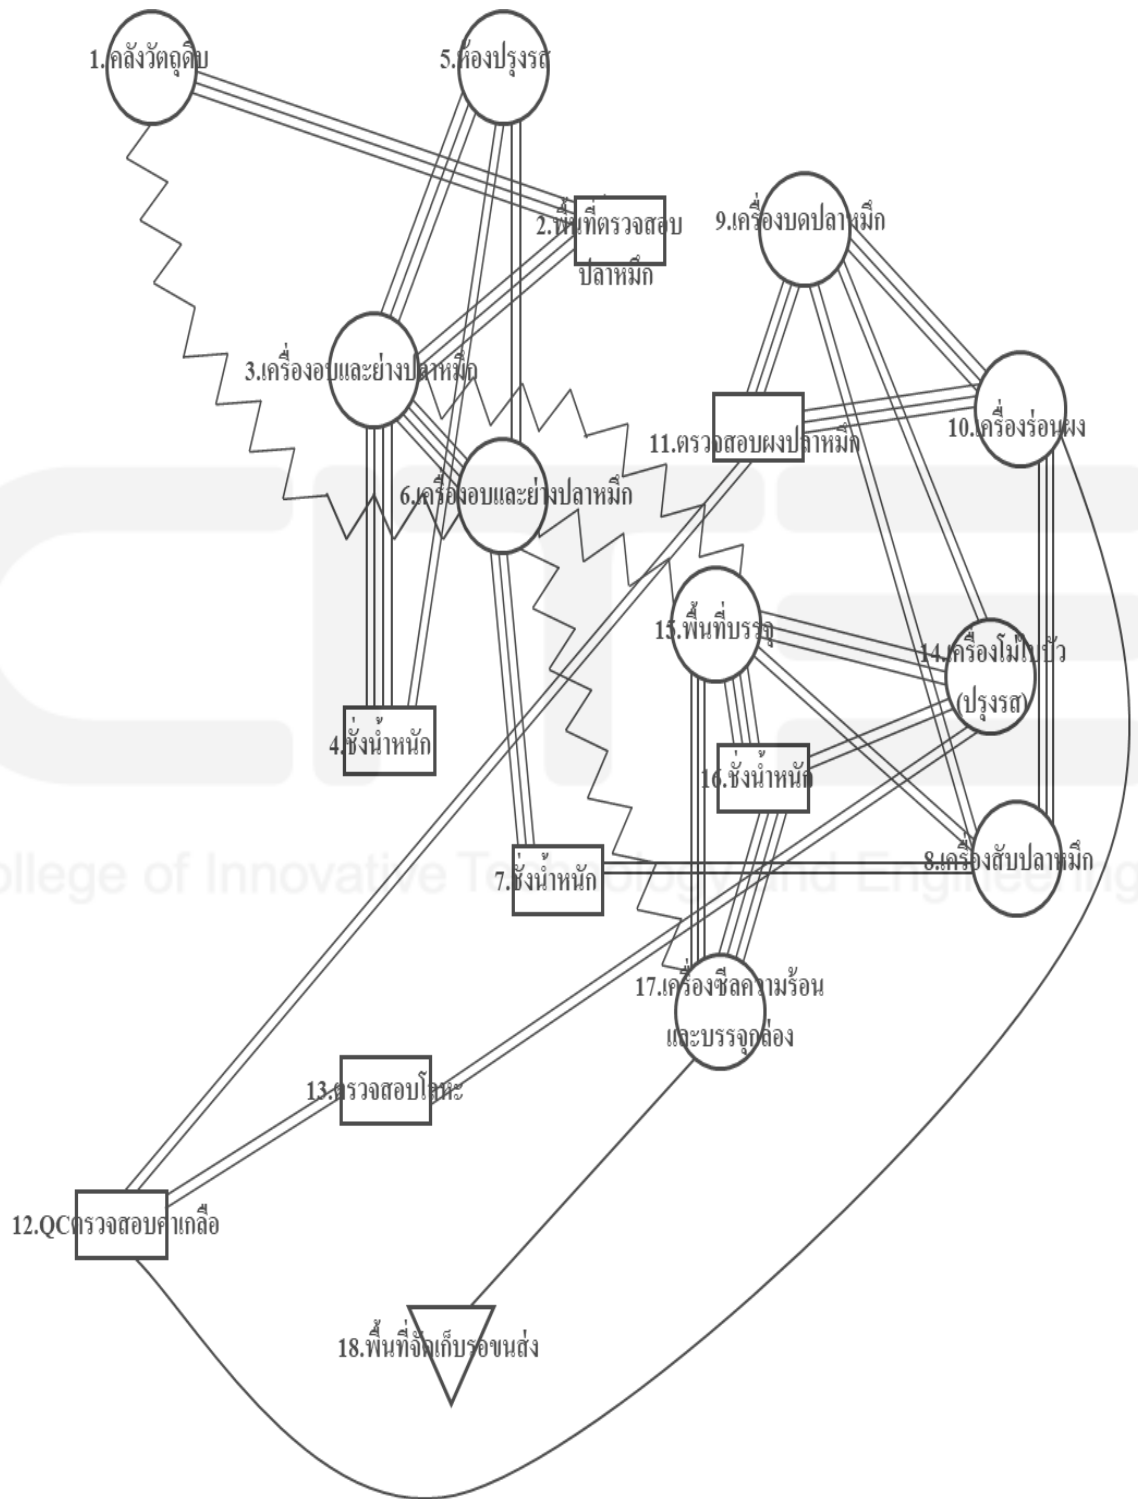 1. คลังวัตถุดิบ
5.ห้องปรุงรส
2.พื้นที่ตรวจสอบ
ปลาหมึก
9.เครื่องบดปลาหมึก
3.เครื่องอบและย่างปลาหมึก
10.เครื่องร่อนผง
11.ตรวจสอบผงปลาหมึก
6.เครื่องอบและย่างปลาหมึก
15.พื้นที่บรรจุ
14.เครื่องโม่ใบบัว
(ปรุงรส)
4.ชั่งน้ำหนัก
16.ชั่งน้ำหนัก
8.เครื่องสับปลาหมึก
7.ชั่งน้ำหนัก
ollege of Innovative Technology and Engineering
17.เครื่องซีลความร้อน
และบรรจุกล่อง
13.ตรวจสอบโลหะ
12.QCตรวจสอบค่าเกลือ
18.พื้นที่จัดเก็บรอขนส่ง